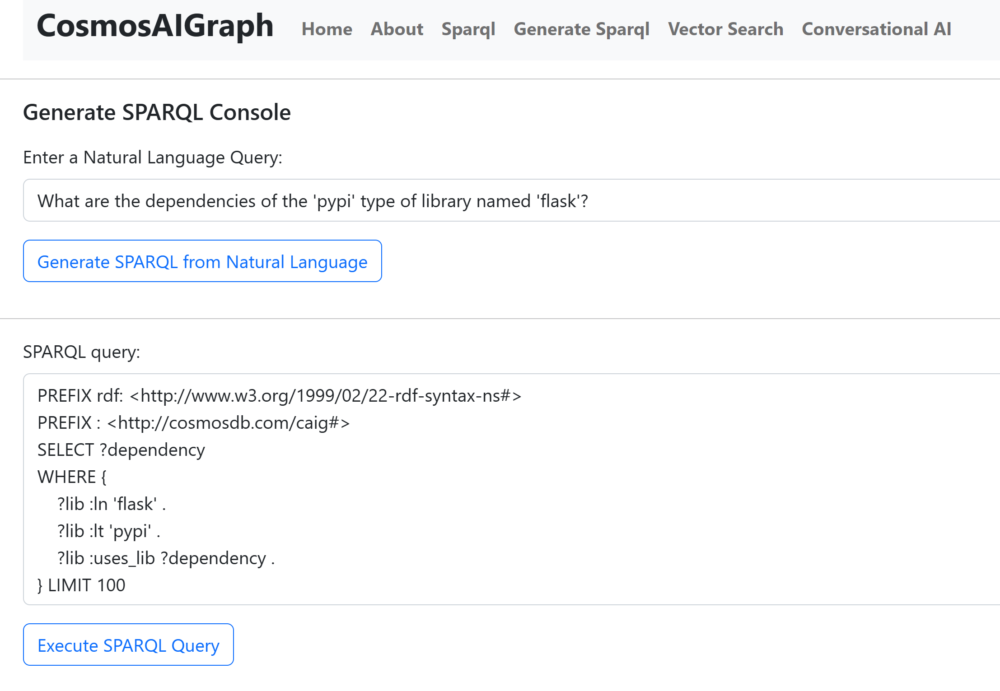 CosmosAIGraph Home About Sparql Generate Sparql Vector Search Conversational AI
Generate SPARQL Console
Enter a Natural Language Query:
What are the dependencies of the 'pypi' type of library named 'flask'?
Generate SPARQL from Natural Language
SPARQL query:
PREFIX rdf: <http://www.w3.org/1999/02/22-rdf-syntax-ns#>
PREFIX : <http://cosmosdb.com/caig#>
SELECT ?dependency
WHERE {
    ?lib :ln 'flask' .
    ?lib :lt 'pypi' .
    ?lib :uses_lib ?dependency .
} LIMIT 100
Execute SPARQL Query